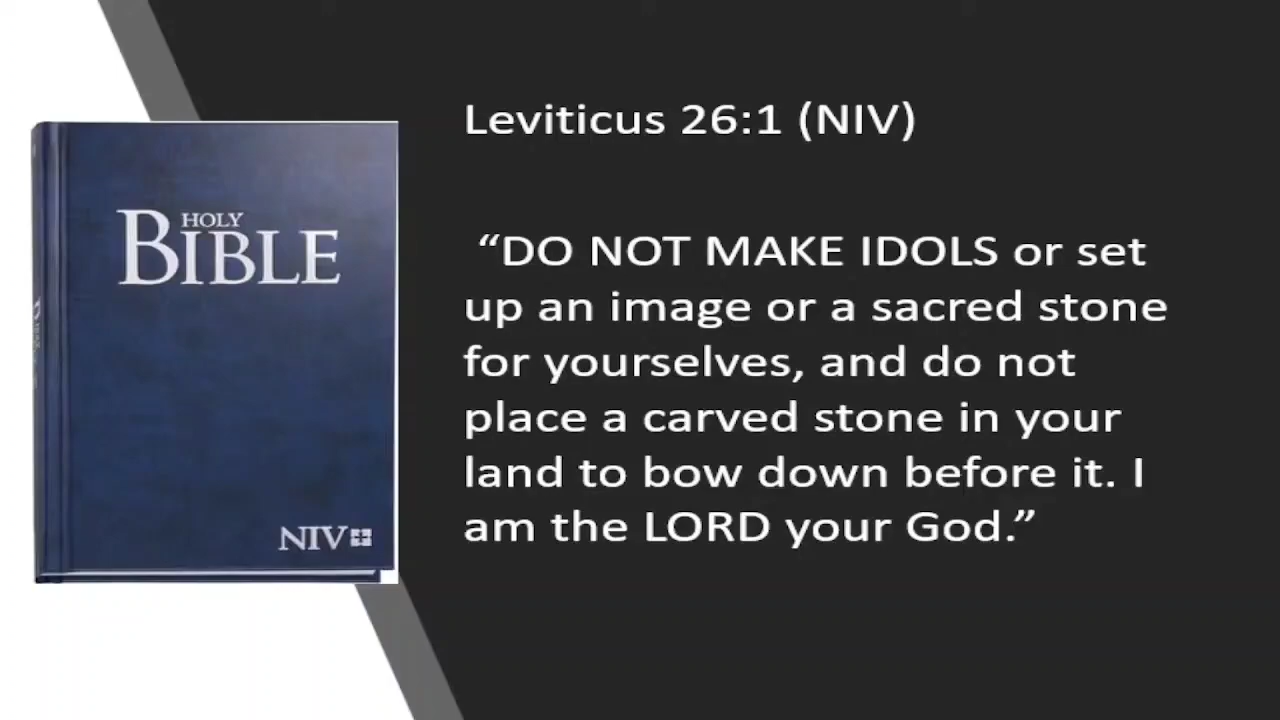 HOLY
BIBLE
NIV
Leviticus 26:1 (NIV)
“DO NOT MAKE IDOLS or set
up an image or a sacred stone
for yourselves, and do not
place a carved stone in your
land to bow down before it. I
am the LORD your God.”